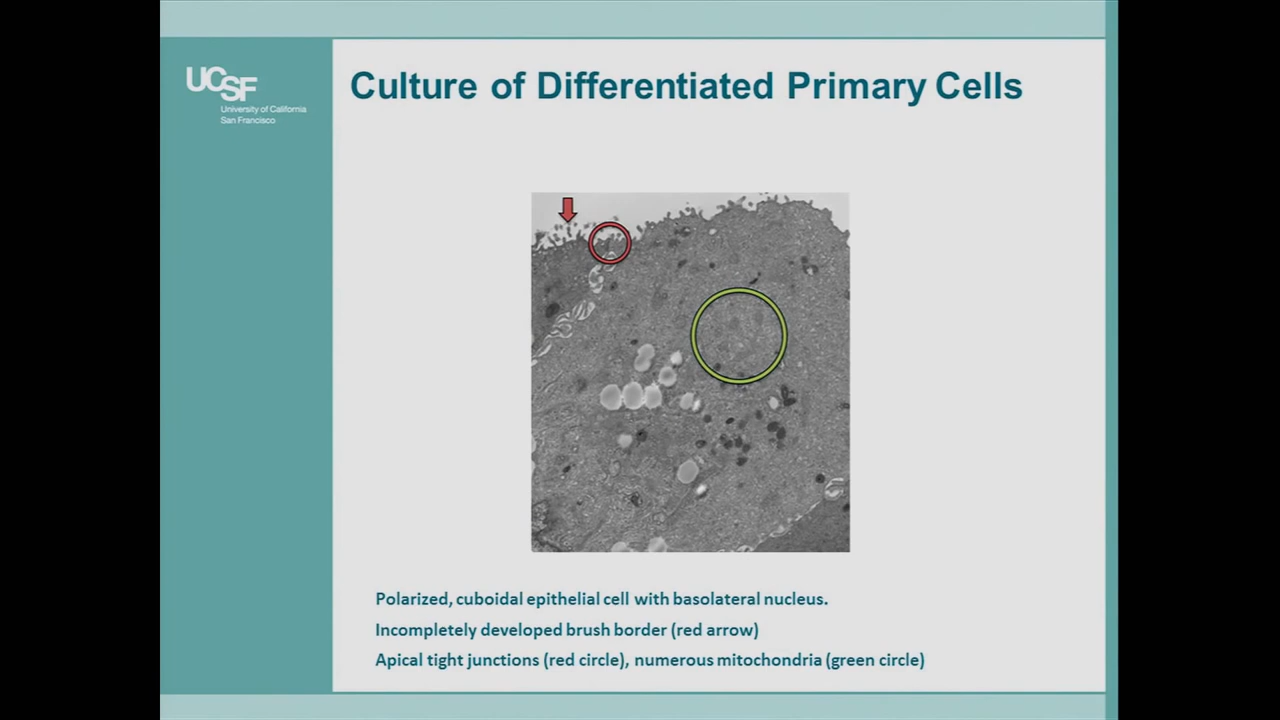 UCSF
University of California
San Francisco
Culture of Differentiated Primary Cells
Polarized, cuboidal epithelial cell with basolateral nucleus.
Incompletely developed brush border (red arrow)
Apical tight junctions (red circle), numerous mitochondria (green circle)